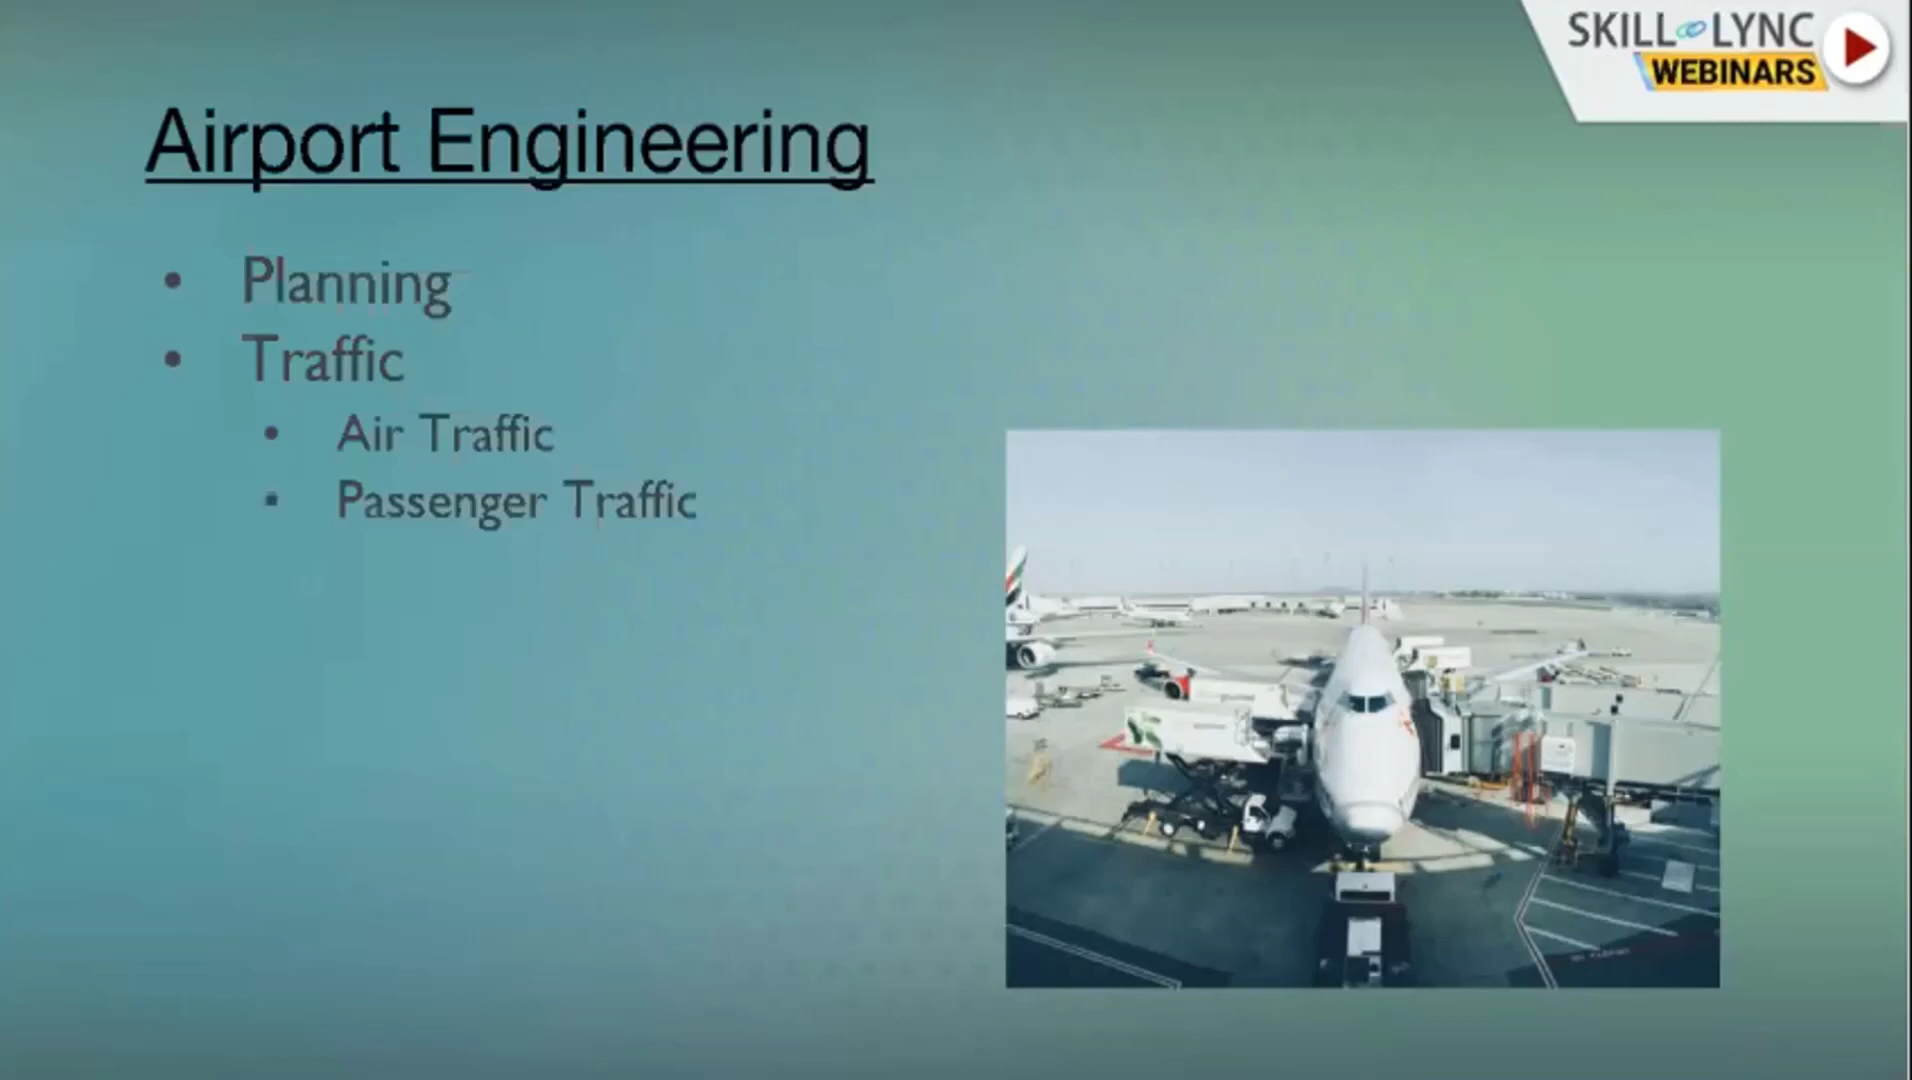 SKILL LYNC
WEBINARS
Airport Engineering
• Planning
• Traffic
• Air Traffic
▪ Passenger Traffic